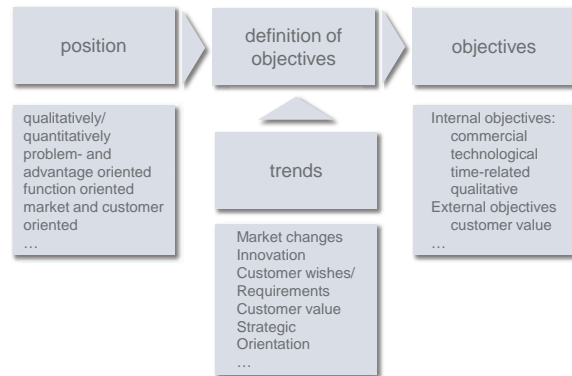 position
definition of
objectives
objectives
qualitatively/
quantitatively
problem- and
advantage oriented
function oriented
market and customer
oriented
…
trends
Market changes
Innovation
Customer wishes/
Requirements
Customer value
Strategic
Orientation
…
Internal objectives:
commercial
technological
time-related
qualitative
External objectives
customer value
…